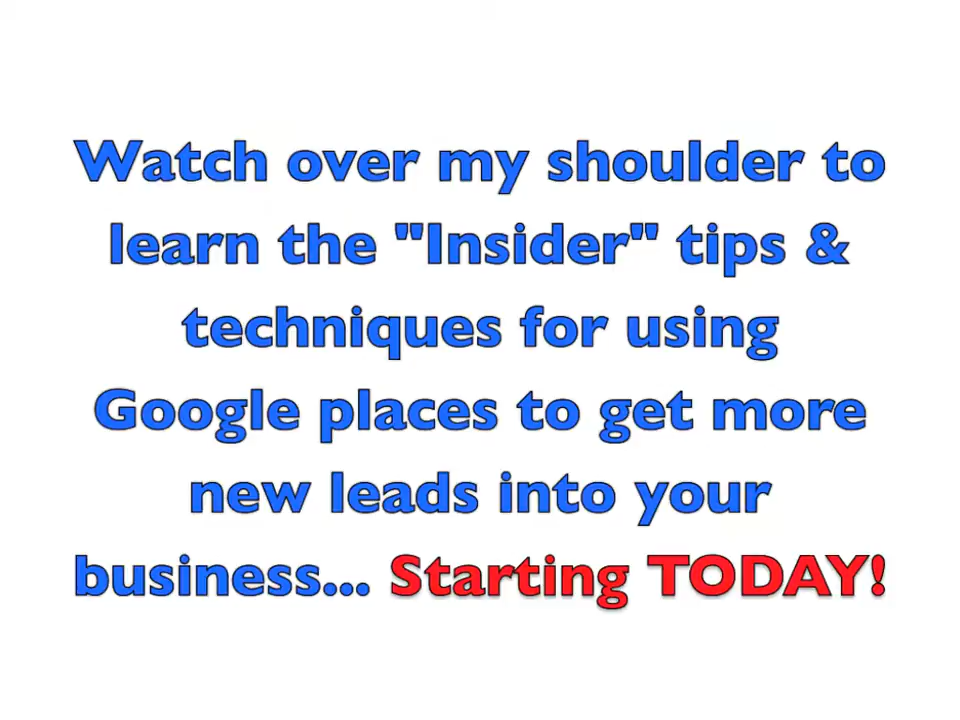 Watch over my shoulder to
learn the "Insider" tips &
techniques for using
Google places to get more
new leads into your
business... Starting TODAY!